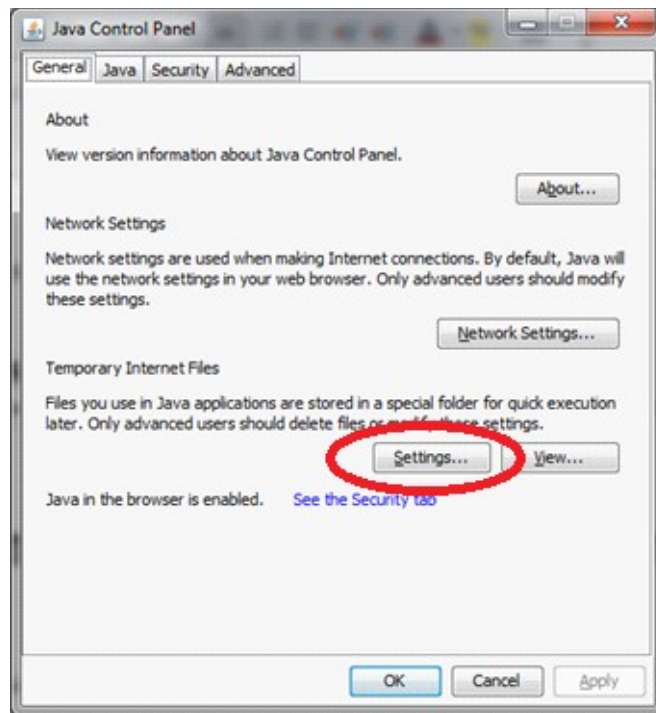 Java Control Panel
General Java Security Advanced
About
View version information about Java Control Panel.
About...
Network Settings
Network settings are used when making Internet connections. By default, Java will
use the network settings in your web browser. Only advanced users should modify
these settings.
Network Settings...
Temporary Internet Files
Files you use in Java applications are stored in a special folder for quick execution
later. Only advanced users should delete files or modify these settings.
Settings... View...
Java in the browser is enabled. See the Security tab
OK Cancel Apply